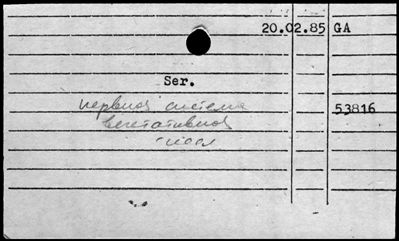 20.02.85 GA
Ser.
нервная система
53816
вегетативная